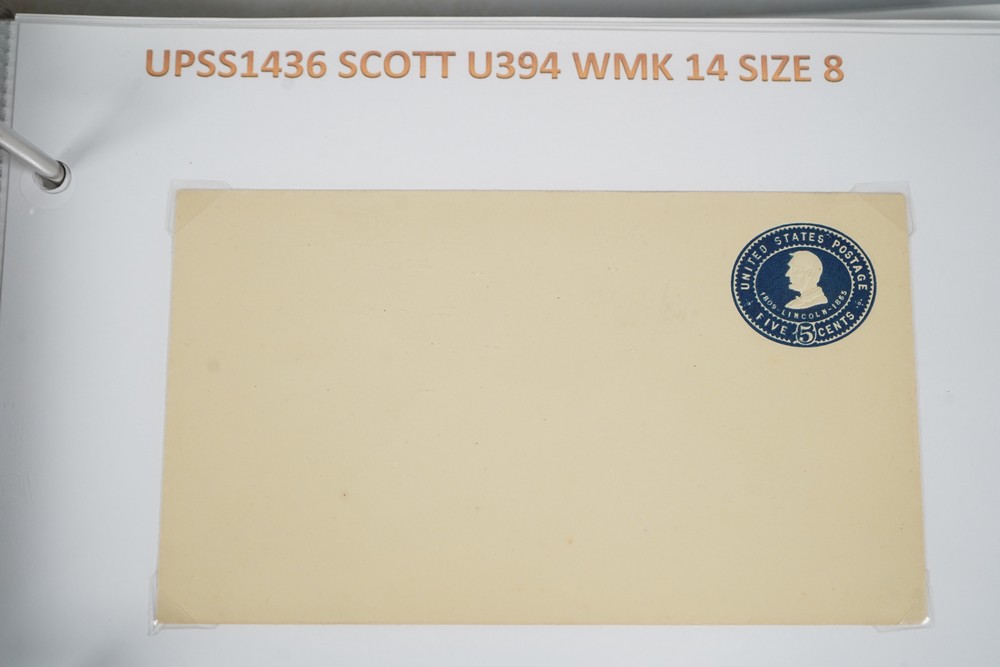 UPSS1436 SCOTT U394 WMK 14 SIZE 8
UNITED STATES POSTAGE
1809 - LINCOLN - 1865
FIVE 5 CENTS